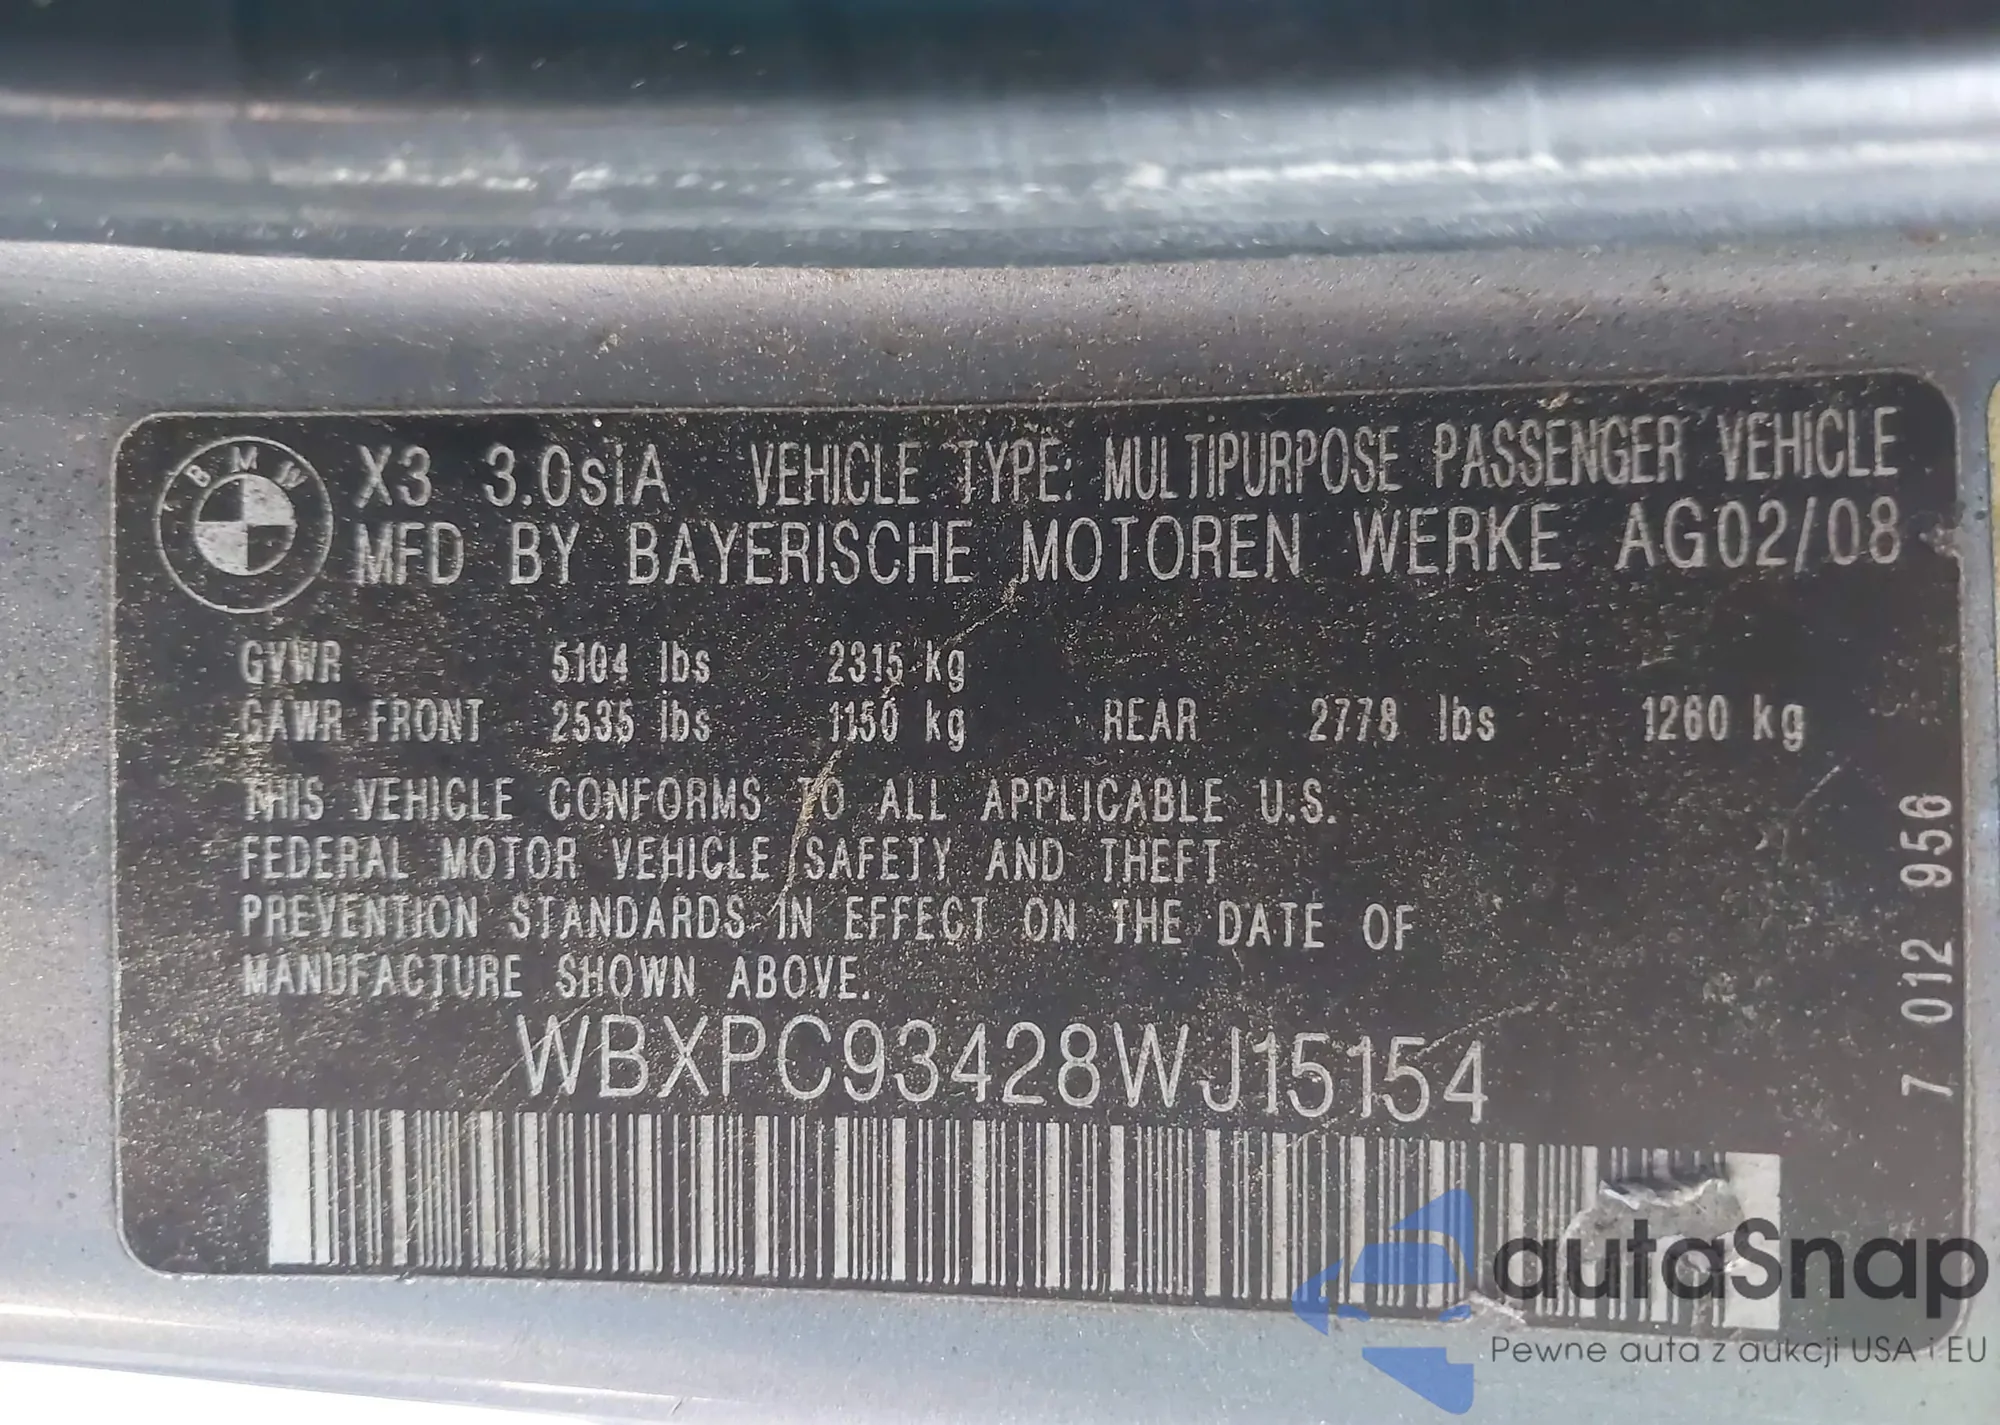 BMW
X3 3.0siA VEHICLE TYPE: MULTIPURPOSE PASSENGER VEHICLE
MFD BY BAYERISCHE MOTOREN WERKE AG02/08
GVWR 5104 lbs 2315 kg
GAWR FRONT 2535 lbs 1150 kg REAR 2778 lbs 1260 kg
THIS VEHICLE CONFORMS TO ALL APPLICABLE U.S.
FEDERAL MOTOR VEHICLE SAFETY AND THEFT
PREVENTION STANDARDS IN EFFECT ON THE DATE OF
MANUFACTURE SHOWN ABOVE.
WBXPC93428WJ15154
7 012 956
autaSnap
Pewne auta z aukcji USA i EU